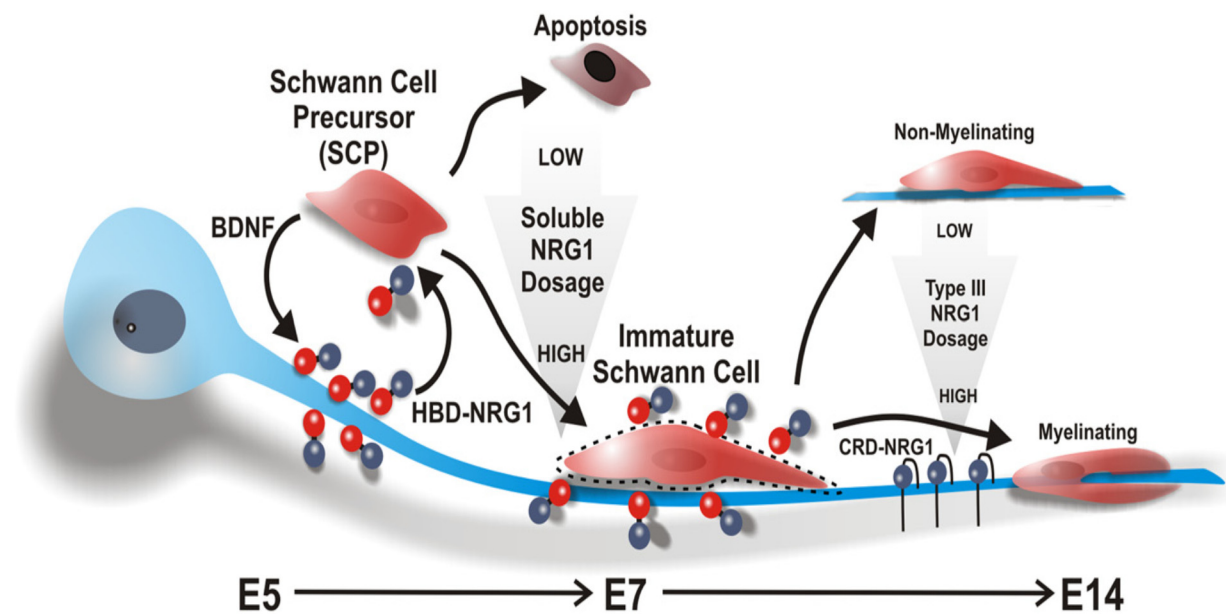 Apoptosis
Schwann Cell
Precursor
(SCP)
LOW
Soluble
NRG1
Dosage
HIGH
BDNF
HBD-NRG1
Immature
Schwann Cell
Non-Myelinating
LOW
Type III
NRG1
Dosage
HIGH
CRD-NRG1
Myelinating
E5
E7
E14